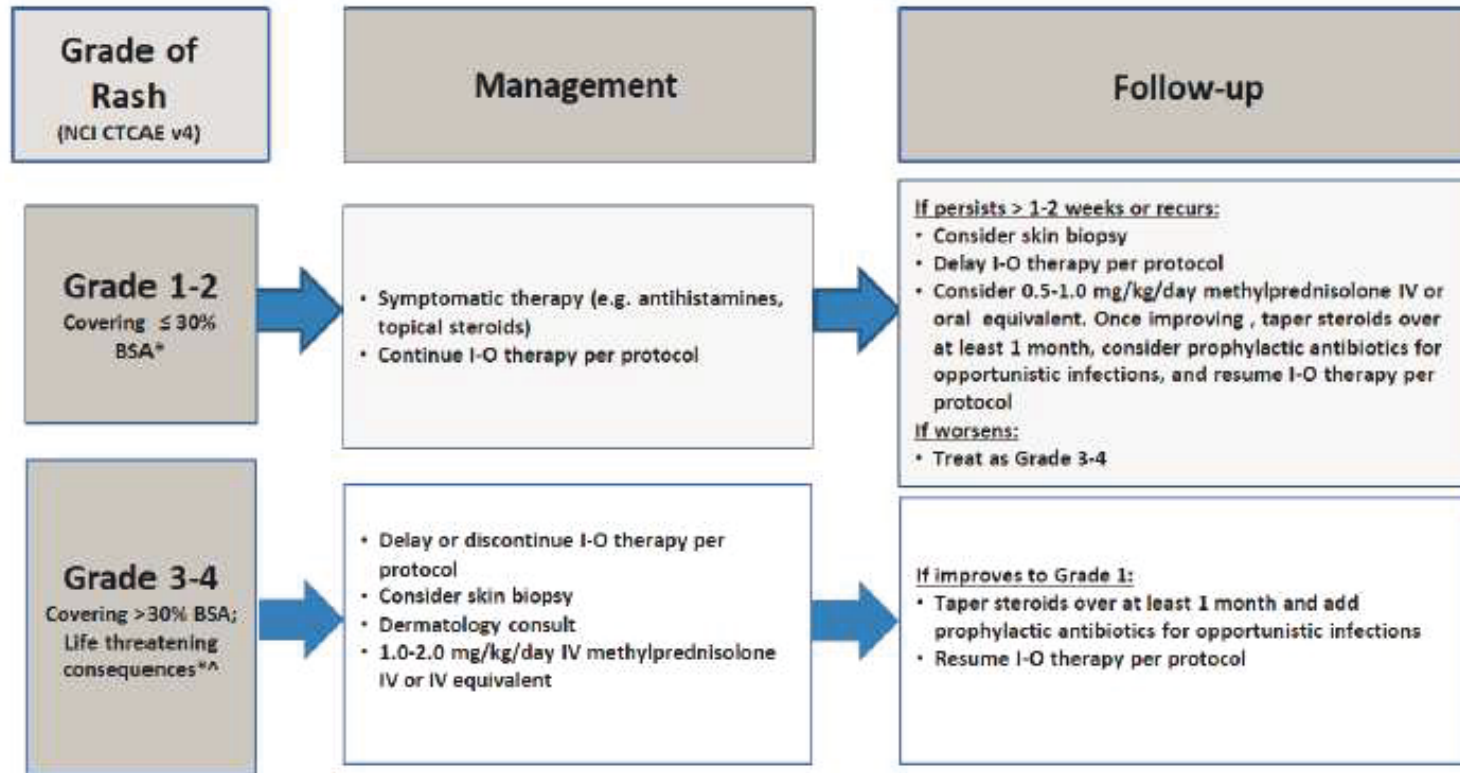 Grade of
Rash
(NCI CTCAE v4)
Management
Follow-up
Grade 1-2
Covering ≤ 30%
BSA*
• Symptomatic therapy (e.g. antihistamines,
topical steroids)
• Continue I-O therapy per protocol
If persists > 1-2 weeks or recurs:
• Consider skin biopsy
• Delay I-O therapy per protocol
• Consider 0.5-1.0 mg/kg/day methylprednisolone IV or
oral equivalent. Once improving , taper steroids over
at least 1 month, consider prophylactic antibiotics for
opportunistic infections, and resume I-O therapy per
protocol
If worsens:
• Treat as Grade 3-4
Grade 3-4
Covering >30% BSA;
Life threatening
consequences*^
• Delay or discontinue I-O therapy per
protocol
• Consider skin biopsy
• Dermatology consult
• 1.0-2.0 mg/kg/day IV methylprednisolone
IV or IV equivalent
If improves to Grade 1:
• Taper steroids over at least 1 month and add
prophylactic antibiotics for opportunistic infections
• Resume I-O therapy per protocol